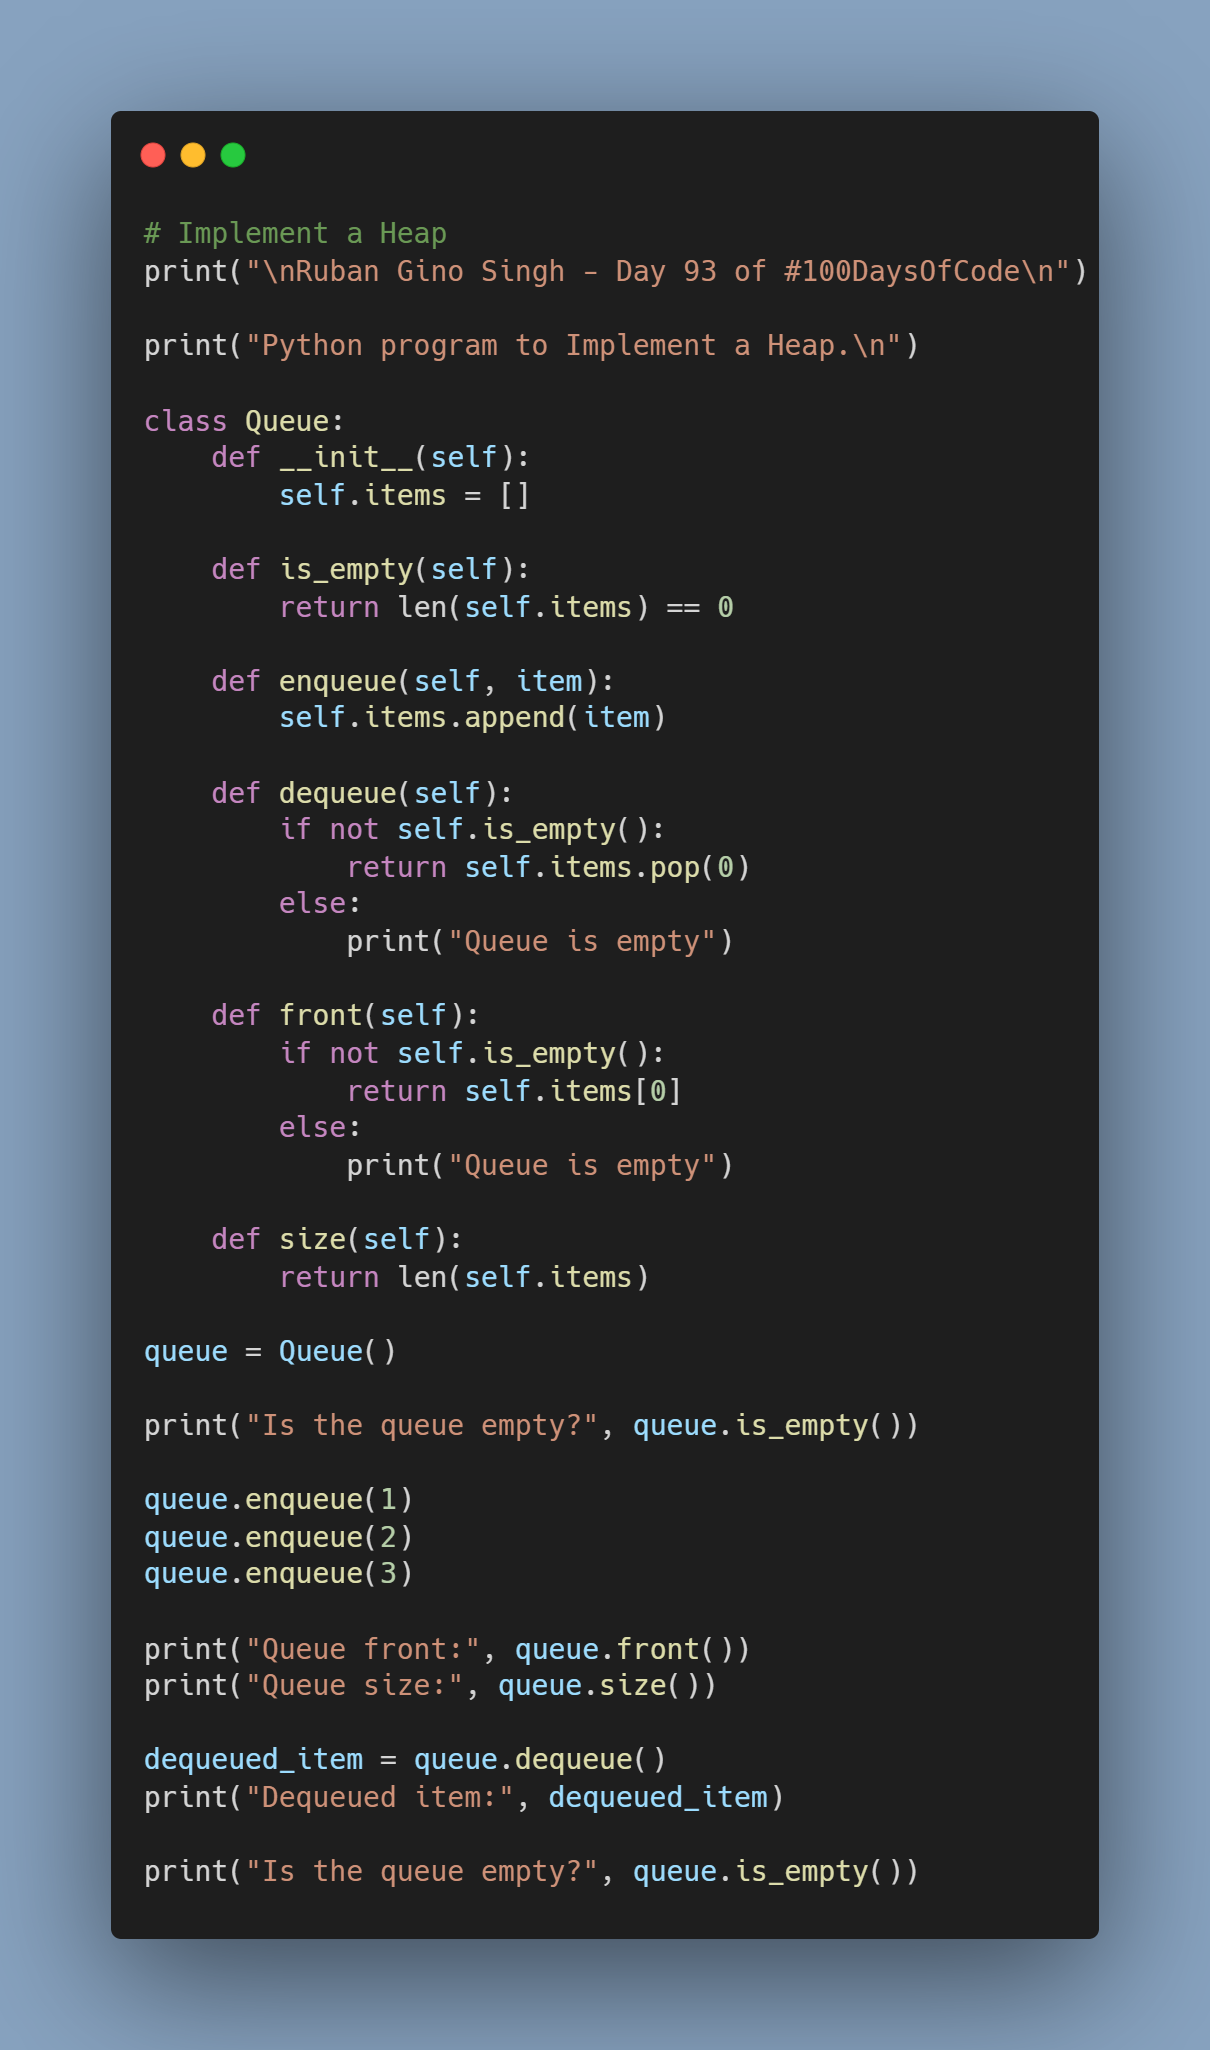 # Implement a Heap
print("\nRuban Gino Singh - Day 93 of #100DaysOfCode\n")

print("Python program to Implement a Heap.\n")

class Queue:
    def __init__(self):
        self.items = []

    def is_empty(self):
        return len(self.items) == 0

    def enqueue(self, item):
        self.items.append(item)

    def dequeue(self):
        if not self.is_empty():
            return self.items.pop(0)
        else:
            print("Queue is empty")

    def front(self):
        if not self.is_empty():
            return self.items[0]
        else:
            print("Queue is empty")

    def size(self):
        return len(self.items)

queue = Queue()

print("Is the queue empty?", queue.is_empty())

queue.enqueue(1)
queue.enqueue(2)
queue.enqueue(3)

print("Queue front:", queue.front())
print("Queue size:", queue.size())

dequeued_item = queue.dequeue()
print("Dequeued item:", dequeued_item)

print("Is the queue empty?", queue.is_empty())